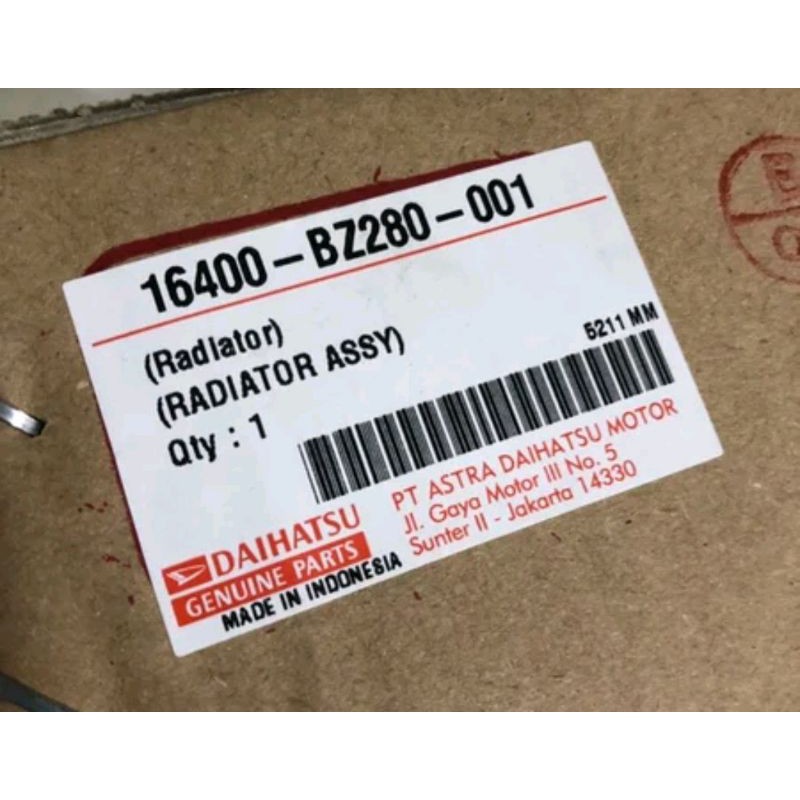 16400-BZ280-001
(Radiator)
(RADIATOR ASSY)
5211 MM
Qty : 1
PT ASTRA DAIHATSU MOTOR
Jl. Gaya Motor III No. 5
Sunter II - Jakarta 14330
DAIHATSU
GENUINE PARTS
MADE IN INDONESIA